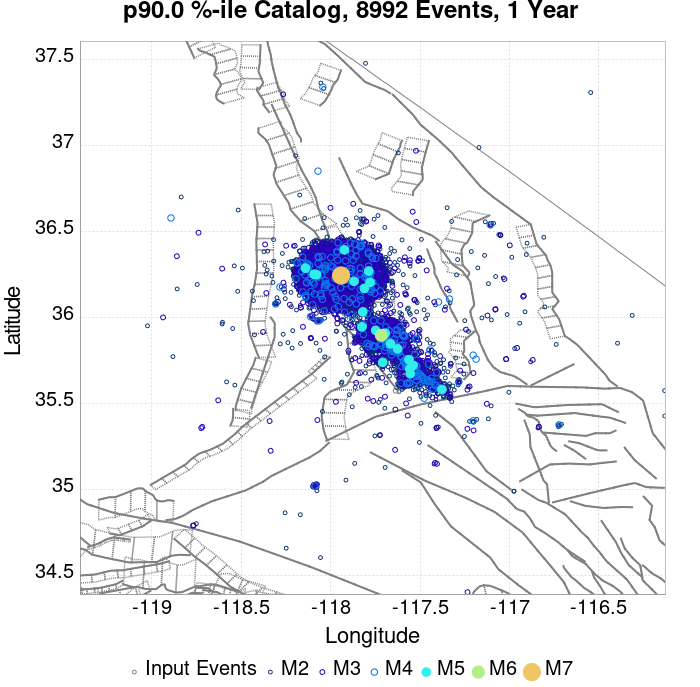 p90.0 %-ile Catalog, 8992 Events, 1 Year
37.5
37
36.5
36
35.5
35
34.5
Latitude
-119 -118.5 -118 -117.5 -117 -116.5
Longitude
Input Events M2 M3 M4 M5 M6 M7